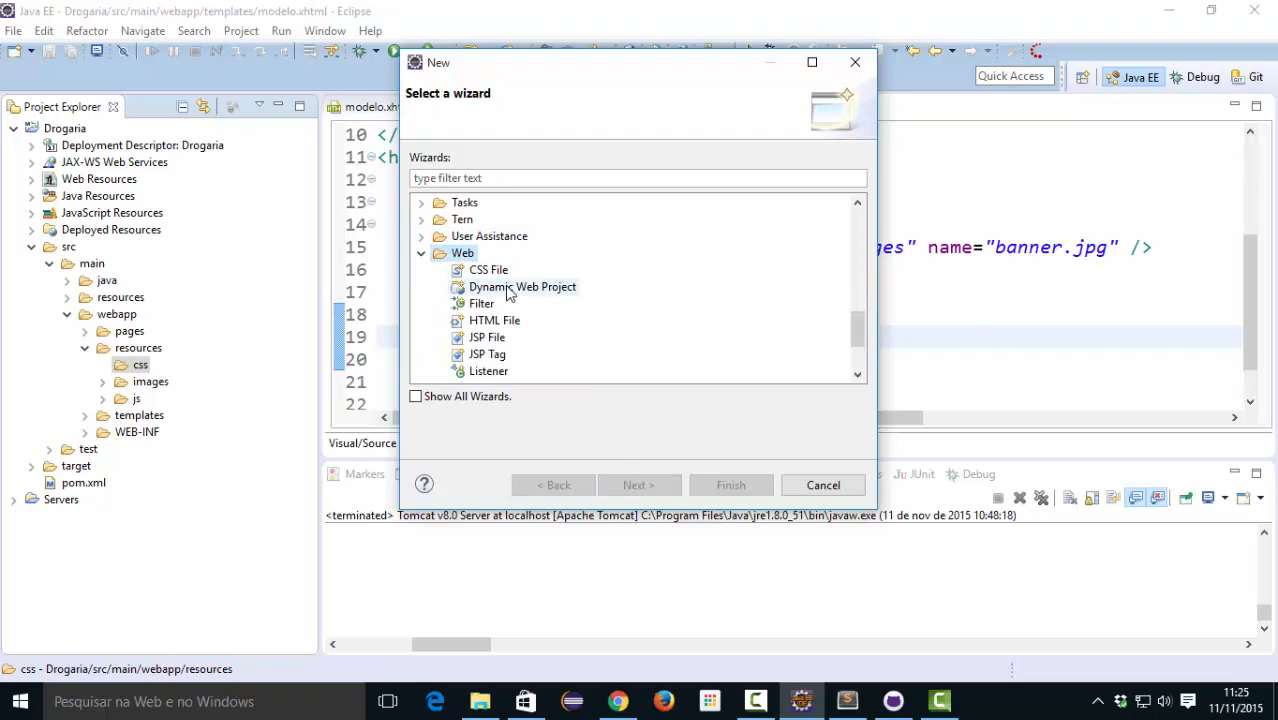 Java EE - Drogaria/src/main/webapp/templates/modelo.xhtml - Eclipse
File Edit Refactor Navigate Search Project Run Window Help
Quick Access Java EE Debug Git
New
Select a wizard
Wizards:
type filter text
Tasks
Tern
User Assistance
Web
CSS File
Dynamic Web Project
Filter
HTML File
JSP File
JSP Tag
Listener
Show All Wizards.
< Back Next > Finish Cancel
Project Explorer
Drogaria
Deployment Descriptor: Drogaria
JAX-WS Web Services
Web Resources
Java Resources
JavaScript Resources
Deployed Resources
src
main
java
resources
webapp
pages
resources
css
images
js
templates
WEB-INF
test
target
pom.xml
Servers
modelo.xh
10 </
11 <h
12
13
14
15 ges" name="banner.jpg" />
16
18
19
20
21
22
Visual/Source
Markers JUnit Debug
<terminated> Tomcat v8.0 Server at localhost [Apache Tomcat] C:\Program Files\Java\jre1.8.0_51\bin\javaw.exe (11 de nov de 2015 10:48:18)
css - Drogaria/src/main/webapp/resources
Pesquisar na Web e no Windows
11:25
11/11/2015